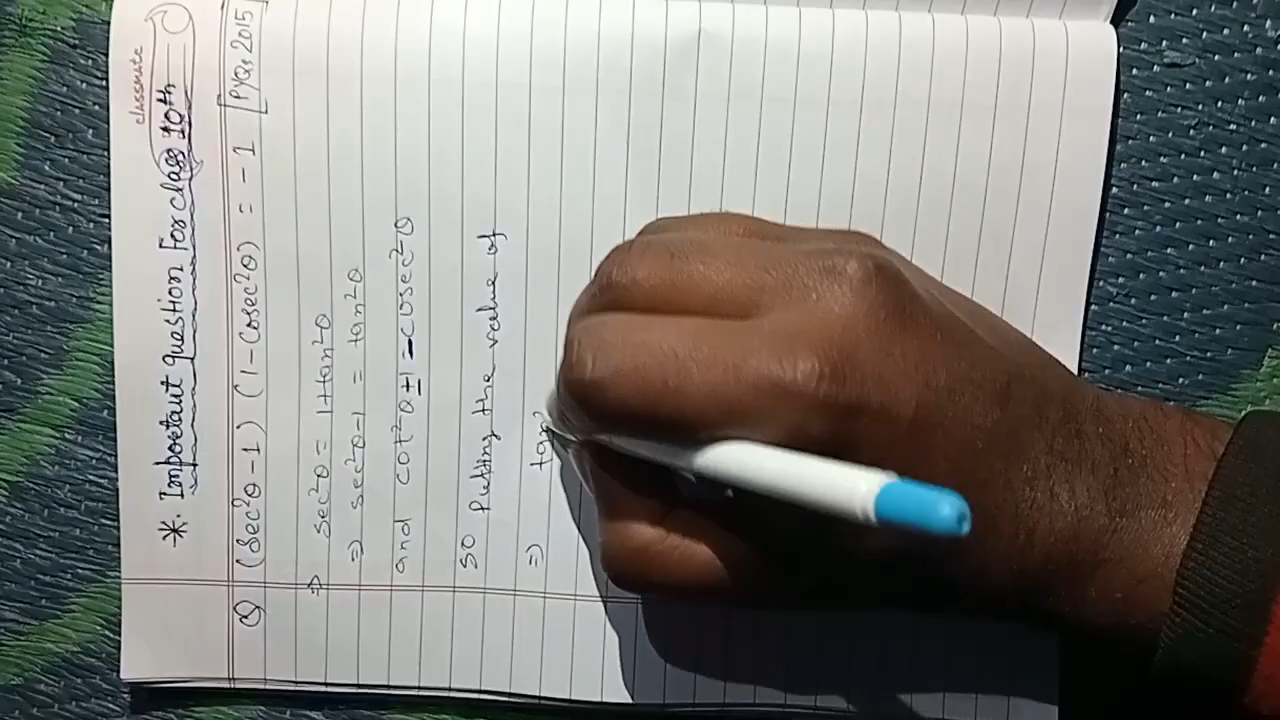 classmate
*. Important Question For class 10th
Q (Sec²θ-1) (1-Cosec²θ) = -1 [PYQs 2015]
⇒ Sec²θ = 1+tan²θ
⇒ Sec²θ-1 = tan²θ
and cot²θ+1=cosec²θ
so Putting the value of
⇒ tan